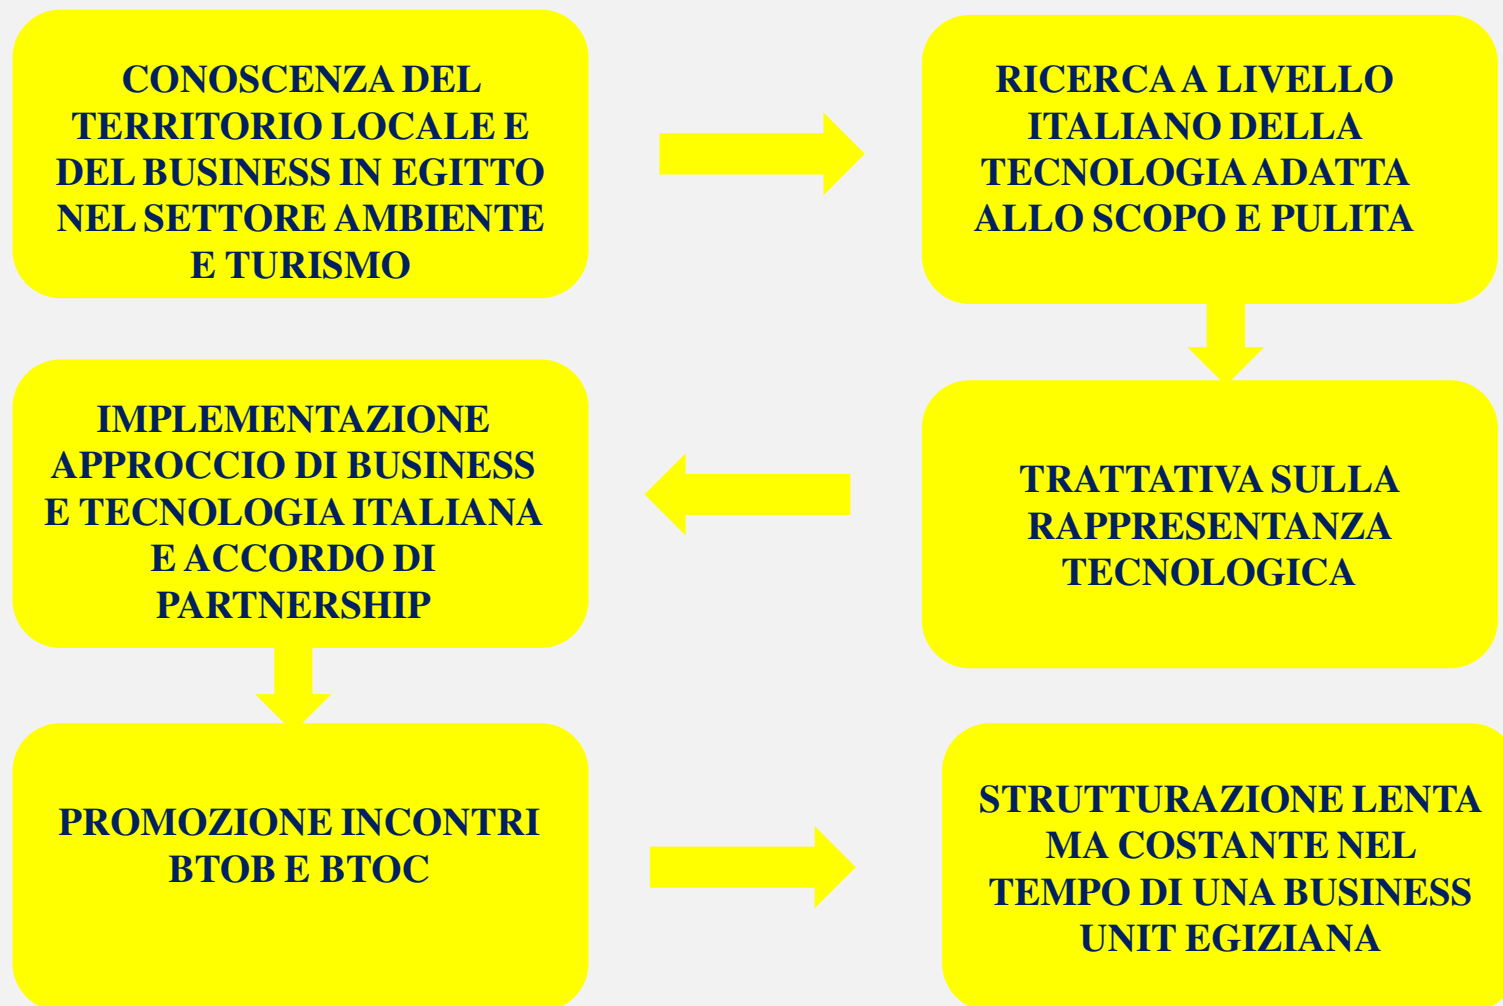 CONOSCENZA DEL
TERRITORIO LOCALE E
DEL BUSINESS IN EGITTO
NEL SETTORE AMBIENTE
E TURISMO
RICERCA A LIVELLO
ITALIANO DELLA
TECNOLOGIA ADATTA
ALLO SCOPO E PULITA
TRATTATIVA SULLA
RAPPRESENTANZA
TECNOLOGICA
IMPLEMENTAZIONE
APPROCCIO DI BUSINESS
E TECNOLOGIA ITALIANA
E ACCORDO DI
PARTNERSHIP
PROMOZIONE INCONTRI
BTOB E BTOC
STRUTTURAZIONE LENTA
MA COSTANTE NEL
TEMPO DI UNA BUSINESS
UNIT EGIZIANA